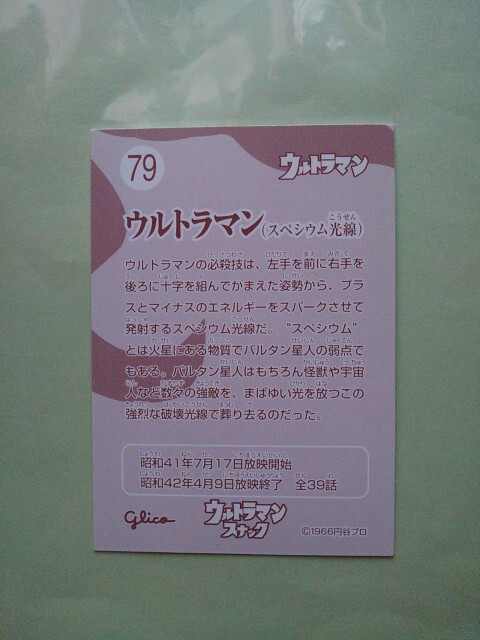 79
ウルトラマン
ウルトラマン(スペシウム光線)
ウルトラマンの必殺技は、左手を前に右手を
後ろに十字を組んでかまえた姿勢から、プラ
スとマイナスのエネルギーをスパークさせて
発射するスペシウム光線だ。“スペシウム”
とは火星にある物質でバルタン星人の弱点で
もある。バルタン星人はもちろん怪獣や宇宙
人など数々の強敵を、まばゆい光を放つこの
強烈な破壊光線で葬り去るのだった。
昭和41年7月17日放映開始
昭和42年4月9日放映終了 全39話
glico
ウルトラマン
スナック
©1966円谷プロ